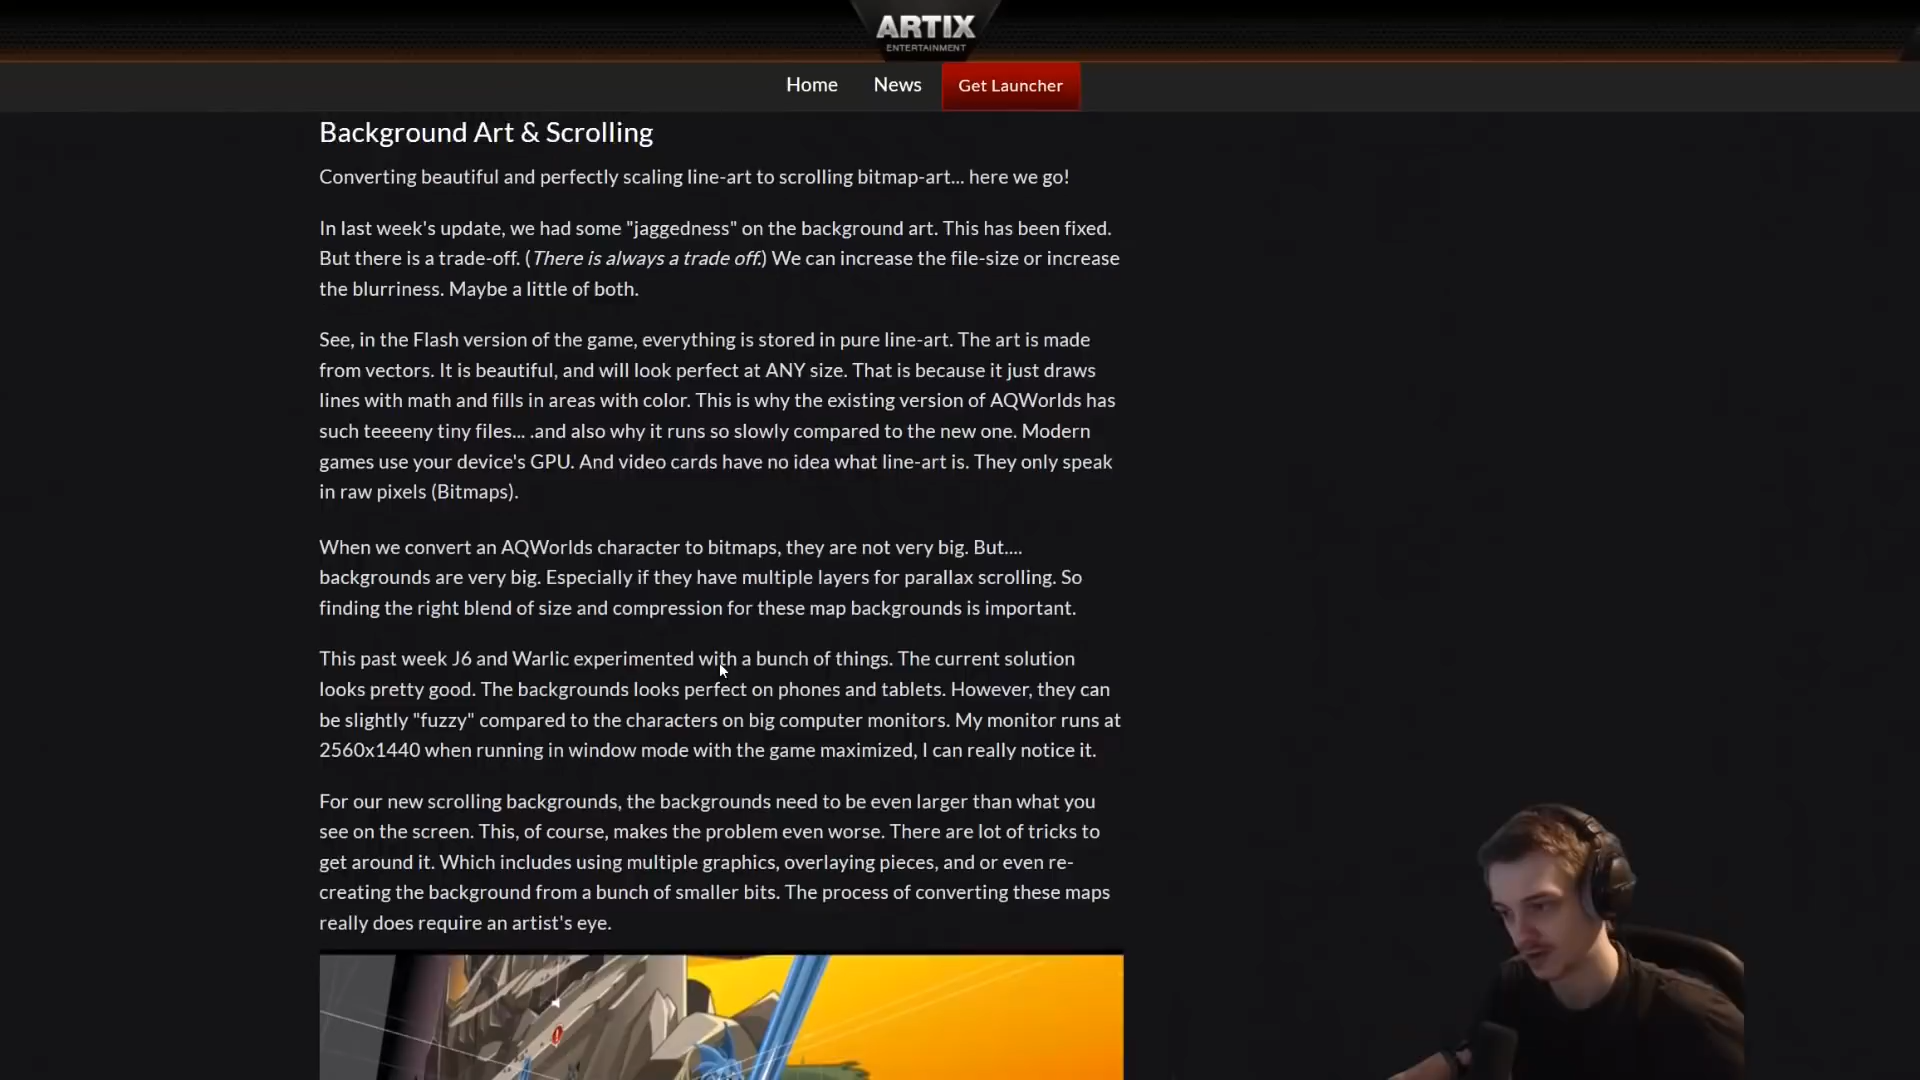 ARTIX
ENTERTAINMENT
Home News Get Launcher
Background Art & Scrolling
Converting beautiful and perfectly scaling line-art to scrolling bitmap-art... here we go!
In last week's update, we had some "jaggedness" on the background art. This has been fixed.
But there is a trade-off. (There is always a trade off.) We can increase the file-size or increase
the blurriness. Maybe a little of both.
See, in the Flash version of the game, everything is stored in pure line-art. The art is made
from vectors. It is beautiful, and will look perfect at ANY size. That is because it just draws
lines with math and fills in areas with color. This is why the existing version of AQWorlds has
such teeeeny tiny files... .and also why it runs so slowly compared to the new one. Modern
games use your device's GPU. And video cards have no idea what line-art is. They only speak
in raw pixels (Bitmaps).
When we convert an AQWorlds character to bitmaps, they are not very big. But....
backgrounds are very big. Especially if they have multiple layers for parallax scrolling. So
finding the right blend of size and compression for these map backgrounds is important.
This past week J6 and Warlic experimented with a bunch of things. The current solution
looks pretty good. The backgrounds looks perfect on phones and tablets. However, they can
be slightly "fuzzy" compared to the characters on big computer monitors. My monitor runs at
2560x1440 when running in window mode with the game maximized, I can really notice it.
For our new scrolling backgrounds, the backgrounds need to be even larger than what you
see on the screen. This, of course, makes the problem even worse. There are lot of tricks to
get around it. Which includes using multiple graphics, overlaying pieces, and or even re-
creating the background from a bunch of smaller bits. The process of converting these maps
really does require an artist's eye.